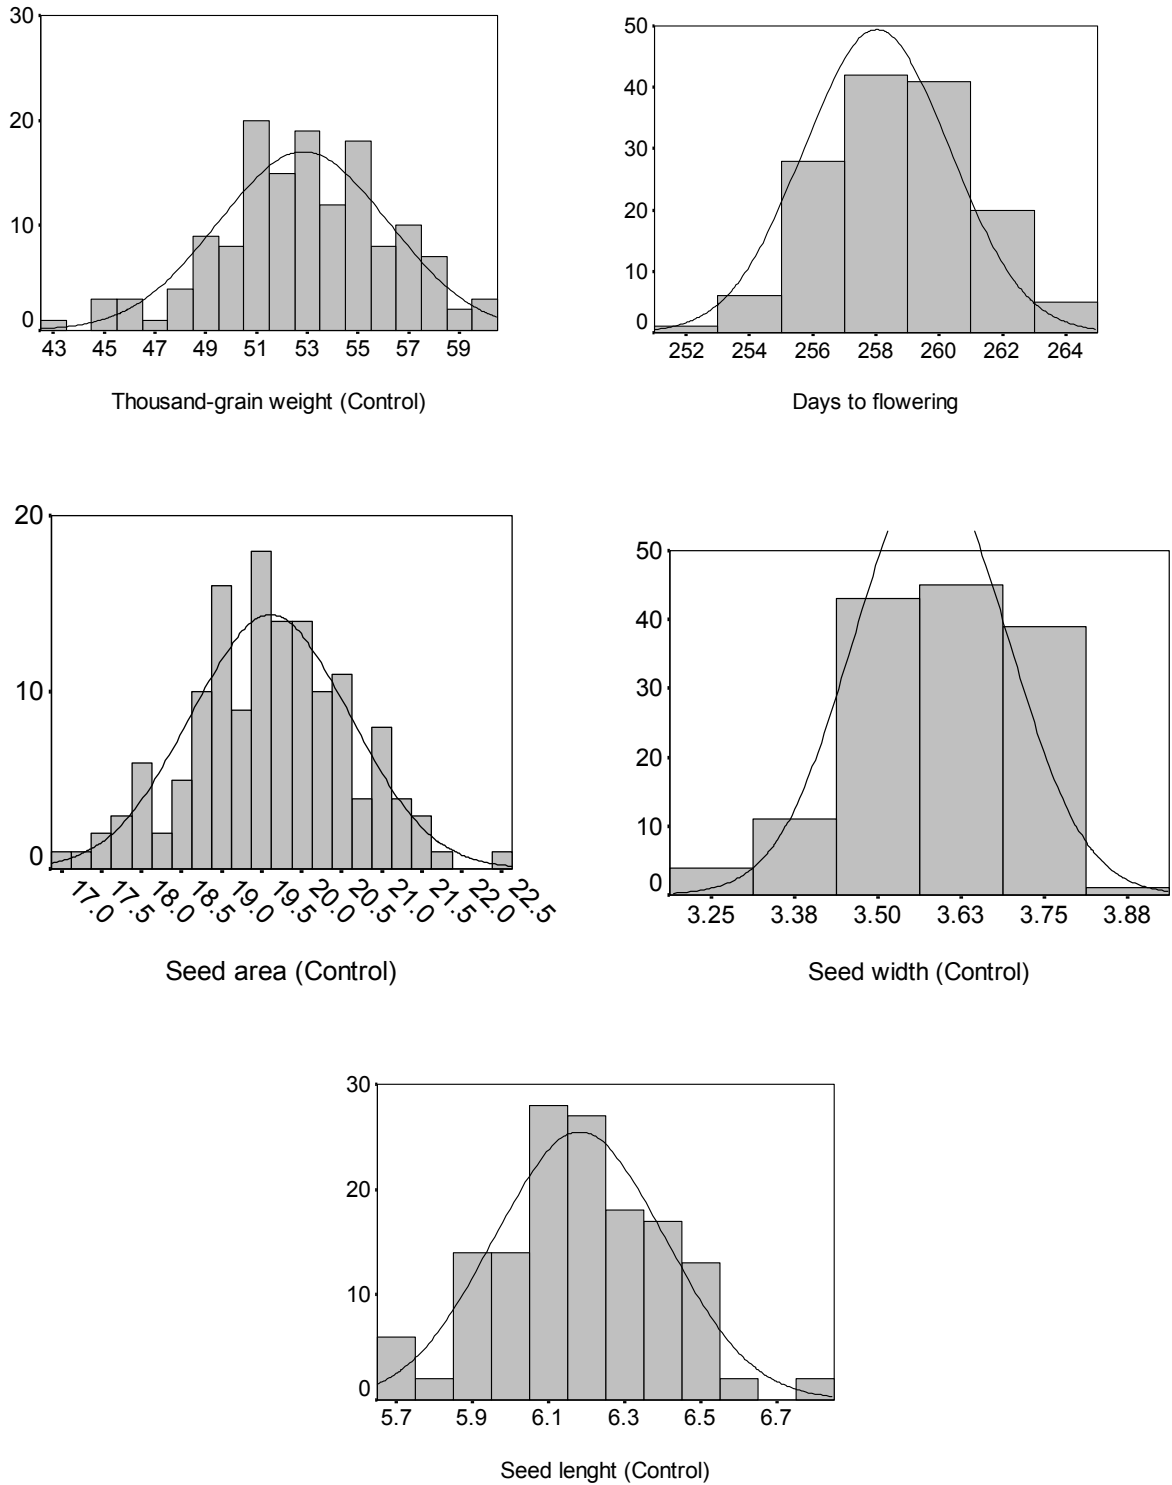 30
20
10
0
43 45 47 49 51 53 55 57 59
Thousand-grain weight (Control)
50
40
30
20
10
0
252 254 256 258 260 262 264
Days to flowering
20
10
0
17.0 17.5 18.0 18.5 19.0 19.5 20.0 20.5 21.0 21.5 22.0 22.5
Seed area (Control)
50
40
30
20
10
0
3.25 3.38 3.50 3.63 3.75 3.88
Seed width (Control)
30
20
10
0
5.7 5.9 6.1 6.3 6.5 6.7
Seed lenght (Control)